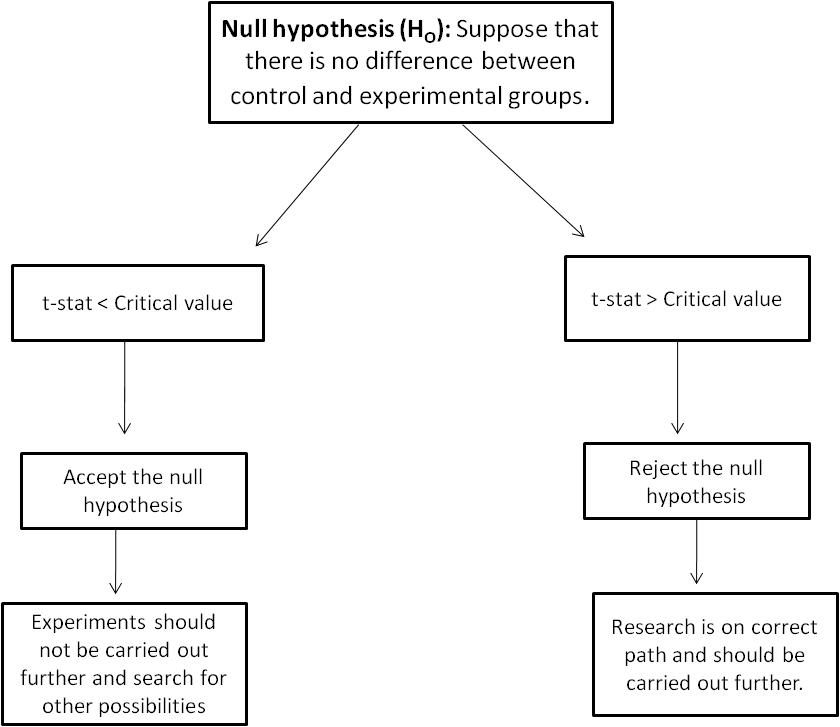 Null hypothesis (HO): Suppose that
there is no difference between
control and experimental groups.
t-stat < Critical value
t-stat > Critical value
Accept the null
hypothesis
Reject the null
hypothesis
Experiments should
not be carried out
further and search for
other possibilities
Research is on correct
path and should be
carried out further.